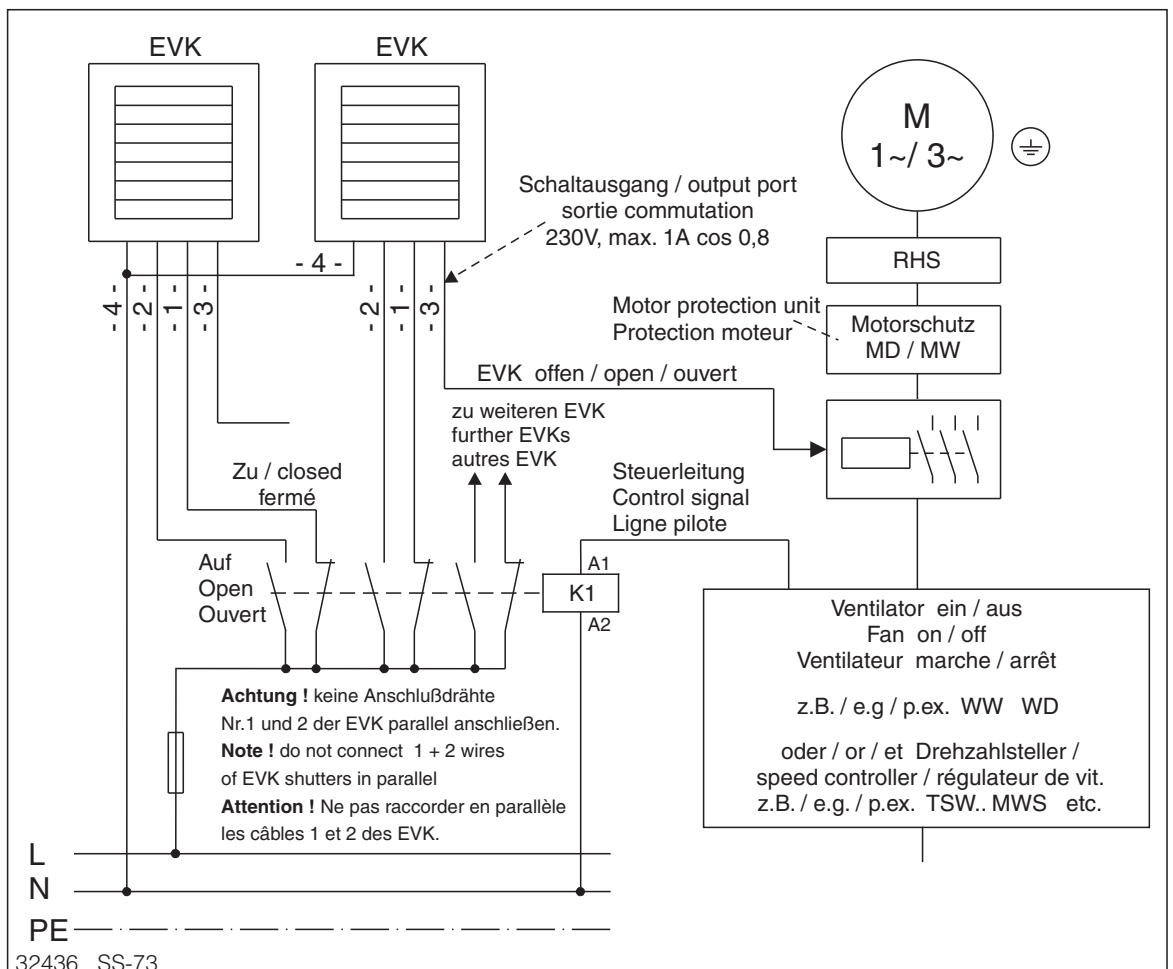 EVK
EVK
M
1~/ 3~
Schaltausgang / output port
sortie commutation
230V, max. 1A cos 0,8
RHS
- 4 -
- 4 -
- 2 -
- 1 -
- 3 -
- 2 -
- 1 -
- 3 -
Motor protection unit
Protection moteur
Motorschutz
MD / MW
EVK offen / open / ouvert
zu weiteren EVK
further EVKs
autres EVK
Zu / closed
fermé
Steuerleitung
Control signal
Ligne pilote
Auf
Open
Ouvert
A1
K1
A2
Ventilator ein / aus
Fan on / off
Ventilateur marche / arrêt
z.B. / e.g / p.ex. WW WD
oder / or / et Drehzahlsteller /
speed controller / régulateur de vit.
z.B. / e.g. / p.ex. TSW.. MWS etc.
Achtung ! keine Anschlußdrähte
Nr.1 und 2 der EVK parallel anschließen.
Note ! do not connect 1 + 2 wires
of EVK shutters in parallel
Attention ! Ne pas raccorder en parallèle
les câbles 1 et 2 des EVK.
L
N
PE
32436 SS-73